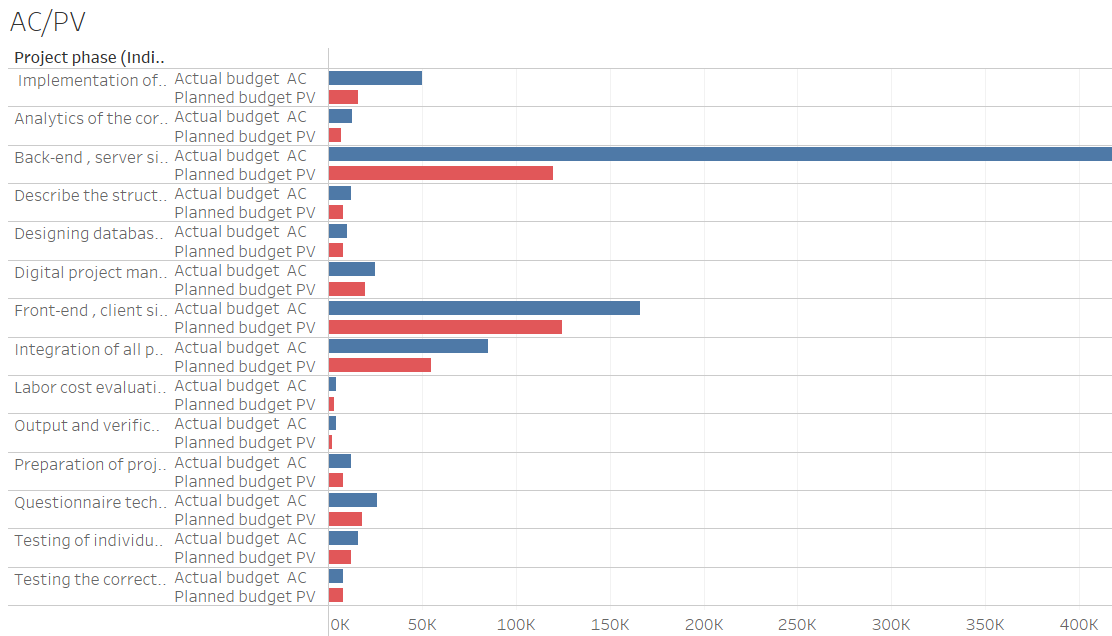 AC/PV
Project phase (Indi..
Implementation of.. Actual budget  AC
Planned budget PV
Analytics of the cor.. Actual budget  AC
Planned budget PV
Back-end , server si.. Actual budget  AC
Planned budget PV
Describe the struct.. Actual budget  AC
Planned budget PV
Designing databas.. Actual budget  AC
Planned budget PV
Digital project man.. Actual budget  AC
Planned budget PV
Front-end , client si.. Actual budget  AC
Planned budget PV
Integration of all p.. Actual budget  AC
Planned budget PV
Labor cost evaluati.. Actual budget  AC
Planned budget PV
Output and verific.. Actual budget  AC
Planned budget PV
Preparation of proj.. Actual budget  AC
Planned budget PV
Questionnaire tech.. Actual budget  AC
Planned budget PV
Testing of individu.. Actual budget  AC
Planned budget PV
Testing the correct.. Actual budget  AC
Planned budget PV
0K 50K 100K 150K 200K 250K 300K 350K 400K